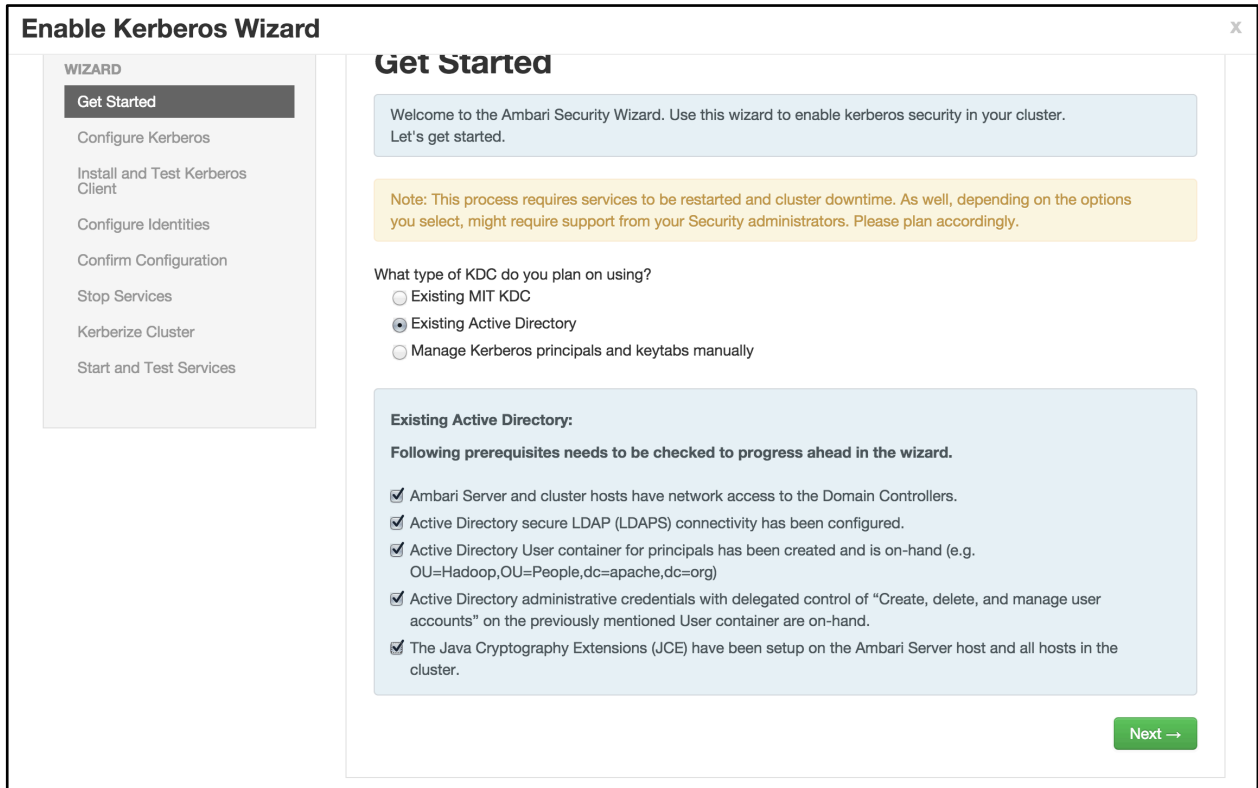 Enable Kerberos Wizard
x
WIZARD
Get Started
Configure Kerberos
Install and Test Kerberos
Client
Configure Identities
Confirm Configuration
Stop Services
Kerberize Cluster
Start and Test Services
Get Started
Welcome to the Ambari Security Wizard. Use this wizard to enable kerberos security in your cluster.
Let's get started.
Note: This process requires services to be restarted and cluster downtime. As well, depending on the options
you select, might require support from your Security administrators. Please plan accordingly.
What type of KDC do you plan on using?
Existing MIT KDC
Existing Active Directory
Manage Kerberos principals and keytabs manually
Existing Active Directory:
Following prerequisites needs to be checked to progress ahead in the wizard.
Ambari Server and cluster hosts have network access to the Domain Controllers.
Active Directory secure LDAP (LDAPS) connectivity has been configured.
Active Directory User container for principals has been created and is on-hand (e.g.
OU=Hadoop,OU=People,dc=apache,dc=org)
Active Directory administrative credentials with delegated control of “Create, delete, and manage user
accounts” on the previously mentioned User container are on-hand.
The Java Cryptography Extensions (JCE) have been setup on the Ambari Server host and all hosts in the
cluster.
Next →